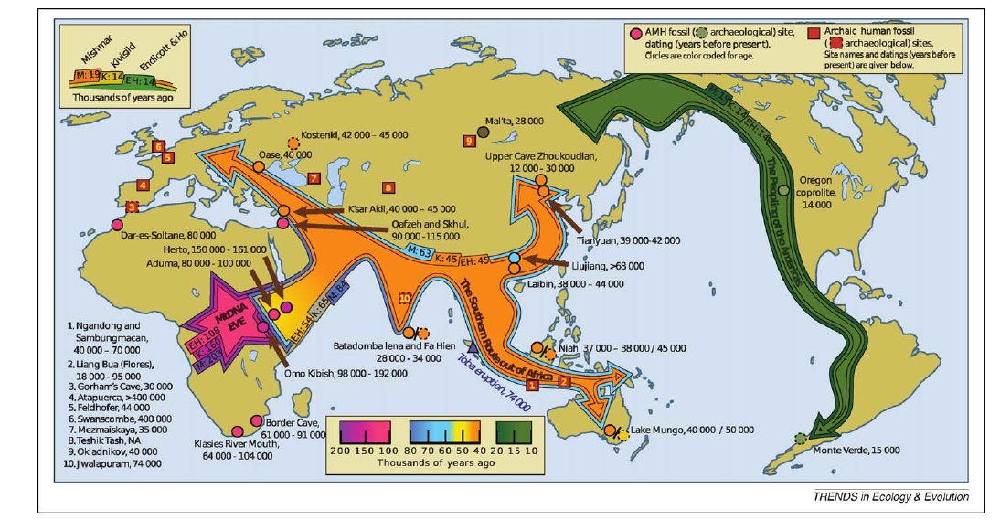 Mishmar
Kivisild
Endicott & Ho
M: 19 K: 14 EH: 14
Thousands of years ago
AMH fossil ( archaeological) site,
dating (years before present).
Circles are color coded for age.
Archaic human fossil
( archaeological) sites.
Site names and datings (years before
present) are given below.
M:19 K:14 EH:14
The Peopling of the Americas
Mal'ta, 28 000
Kostenki, 42 000 – 45 000
9
6
5
Oase, 40 000
Upper Cave Zhoukoudian,
12 000 - 30 000
7
8
4
3
Oregon
coprolite,
14 000
K'sar Akil, 40 000 – 45 000
Qafzeh and Skhul,
90 000 -115 000
Dar-es-Soltane, 80 000
Tianyuan, 39 000-42 000
Herto, 150 000 - 161 000
Aduma, 80 000 - 100 000
M: 63 K: 45 EH: 45
Liujiang, >68 000
Laibin, 38 000 – 44 000
The Southern Route out of Africa
10
MtDNA
EVE
EH: 108
K: 160
M: 203
EH: 54 K: 65 M: 84
Batadomba lena and Fa Hien
28 000 - 34 000
Niah 37 000 – 38 000 / 45 000
Toba eruption, 74 000
1
2
Omo Kibish, 98 000 - 192 000
1. Ngandong and
Sambungmacan,
40 000 – 70 000
2. Liang Bua (Flores),
18 000 - 95 000
3. Gorham's Cave, 30 000
4. Atapuerca, >400 000
5. Feldhofer, 44 000
6. Swanscombe, 400 000
7. Mezmaiskaya, 35 000
8. Teshik Tash, NA
9. Okladnikov, 40 000
10. Jwalapuram, 74 000
Border Cave,
61 000 - 91 000
Klasies River Mouth,
64 000 - 104 000
Lake Mungo, 40 000 / 50 000
Monte Verde, 15 000
200 150 100 80 70 60 50 40 20 15 10
Thousands of years ago
TRENDS in Ecology & Evolution